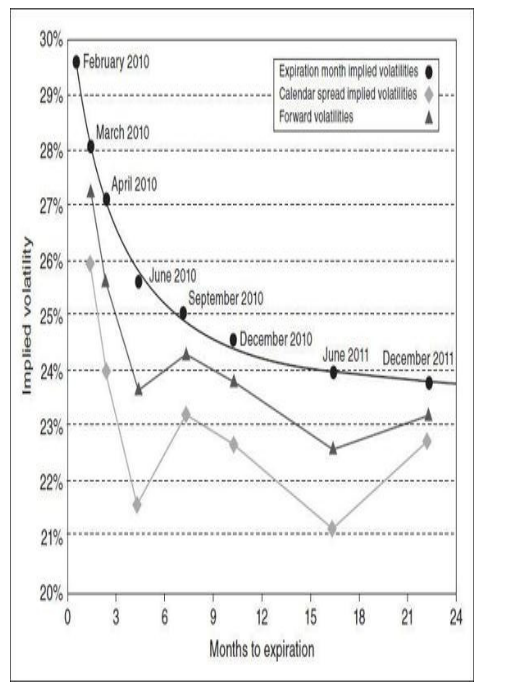 30%
February 2010
Expiration month implied volatilities
Calendar spread implied volatilities
Forward volatilities
29%
March 2010
28%
April 2010
27%
26%
June 2010
September 2010
25%
December 2010
June 2011 December 2011
24%
23%
22%
21%
20%
Implied volatility
0 3 6 9 12 15 18 21 24
Months to expiration